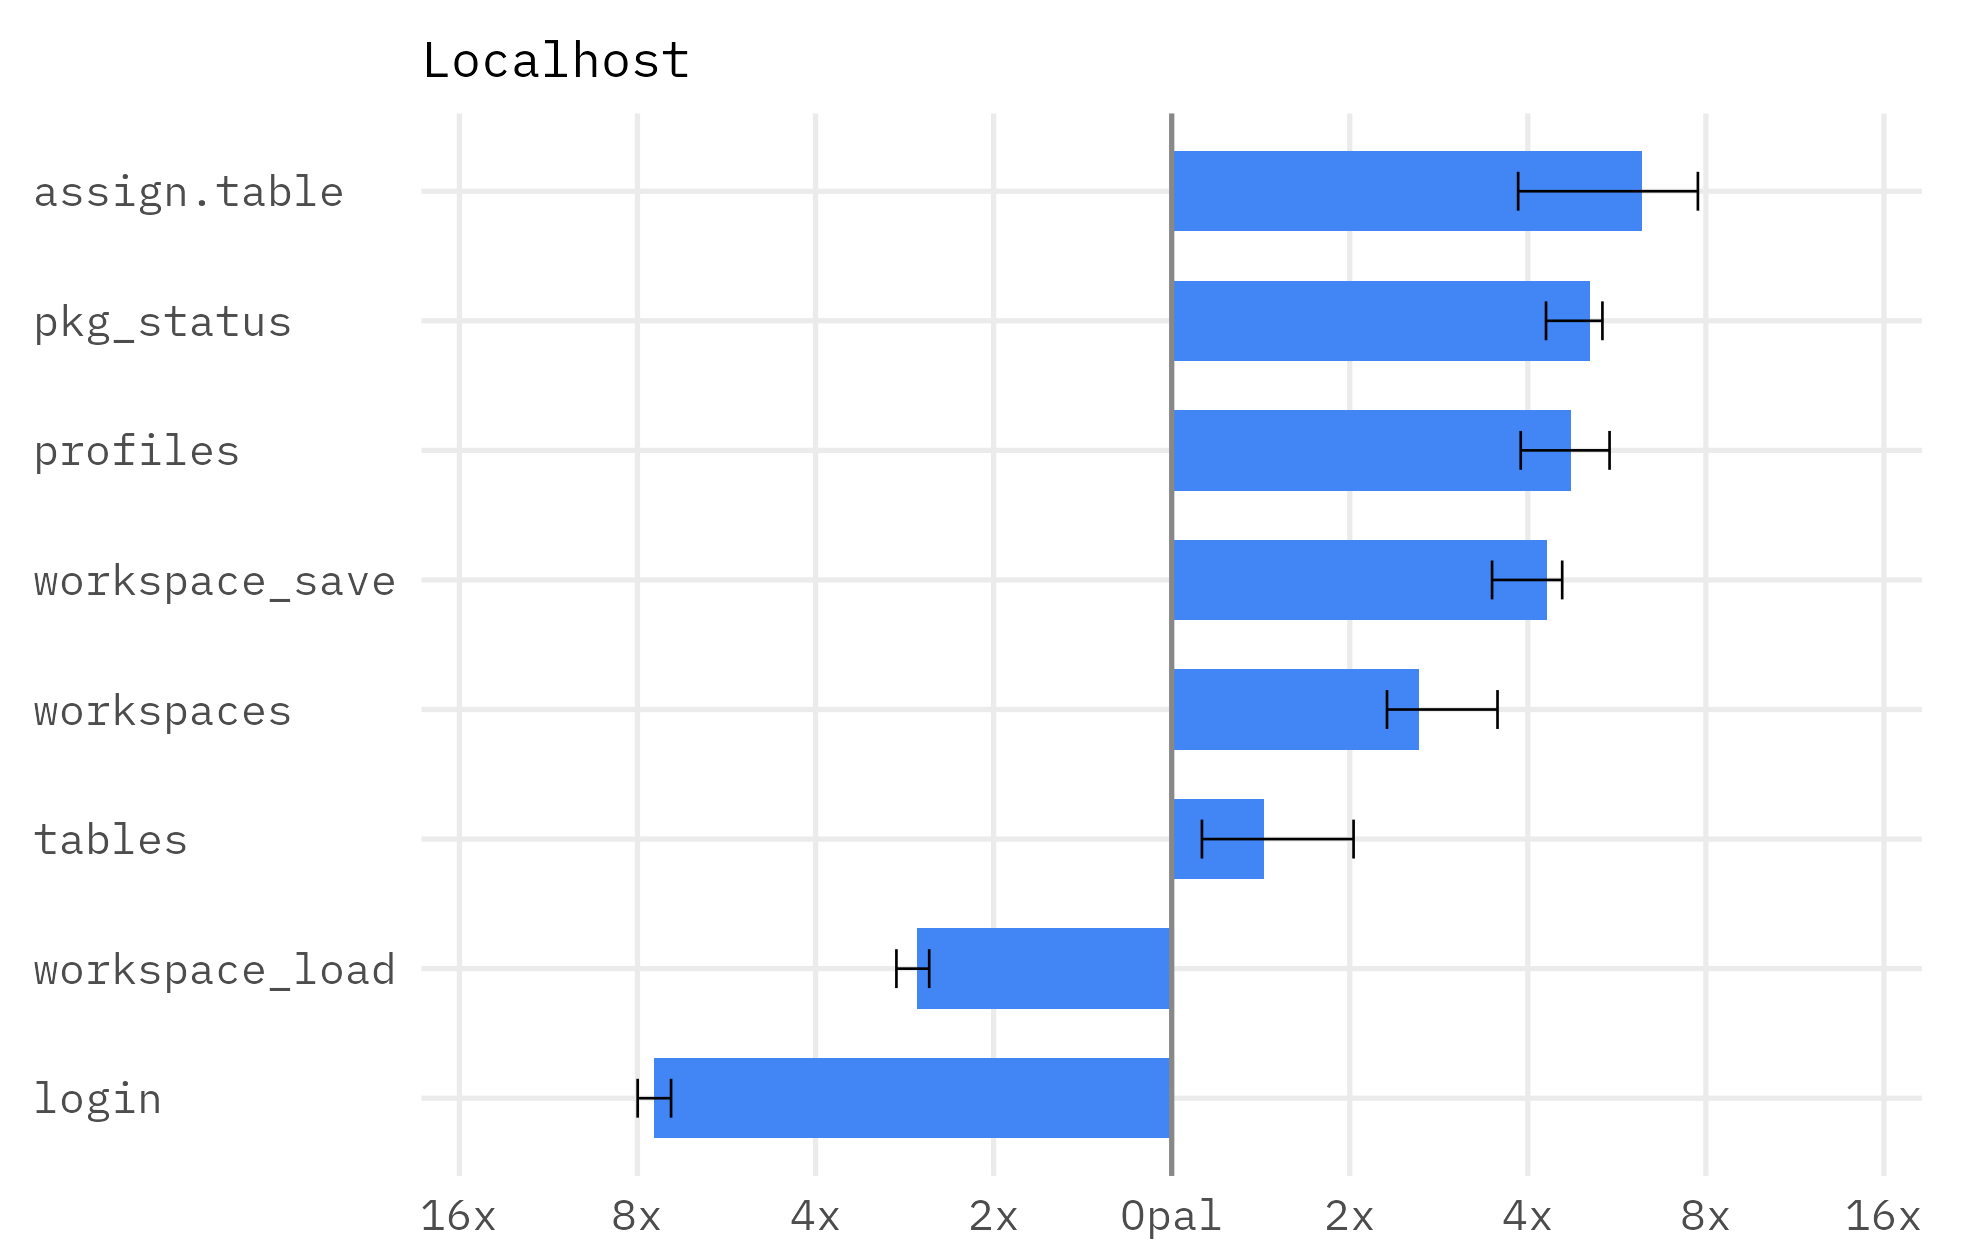 Localhost
assign.table
pkg_status
profiles
workspace_save
workspaces
tables
workspace_load
login
16x 8x 4x 2x Opal 2x 4x 8x 16x